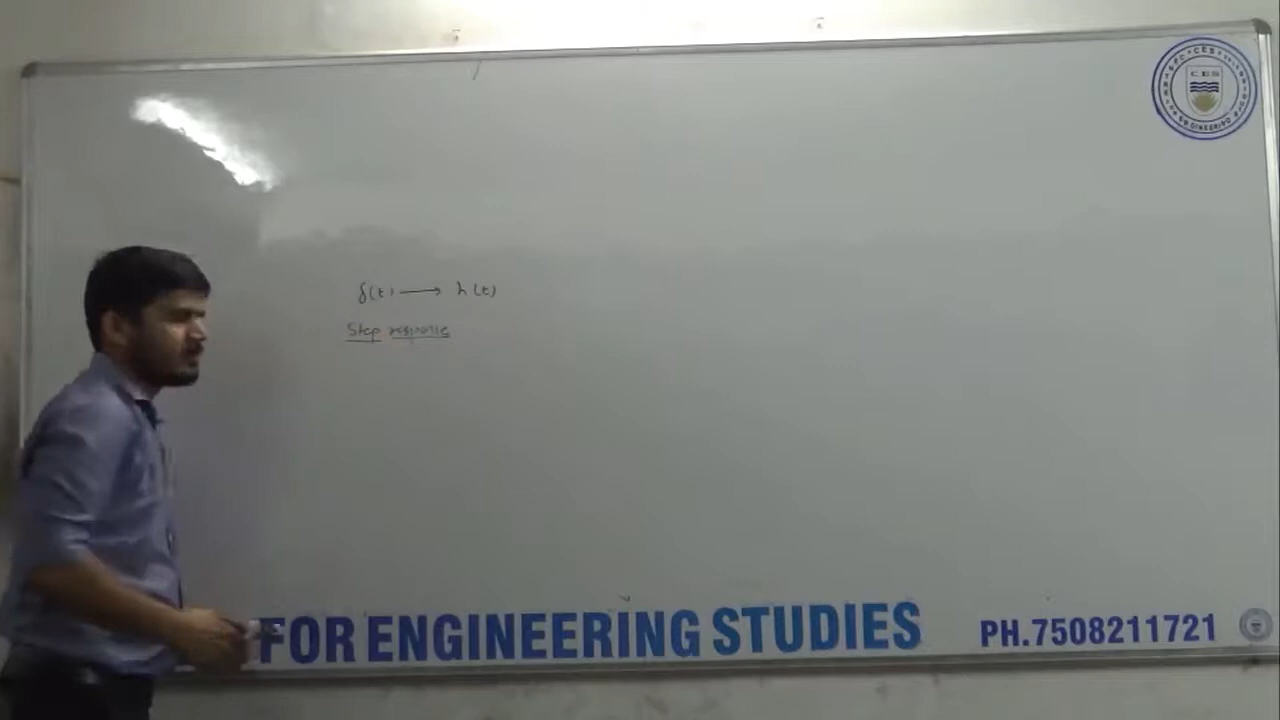 CES
δ(t) ⟶ h(t)
Step response
FOR ENGINEERING STUDIES
PH.7508211721